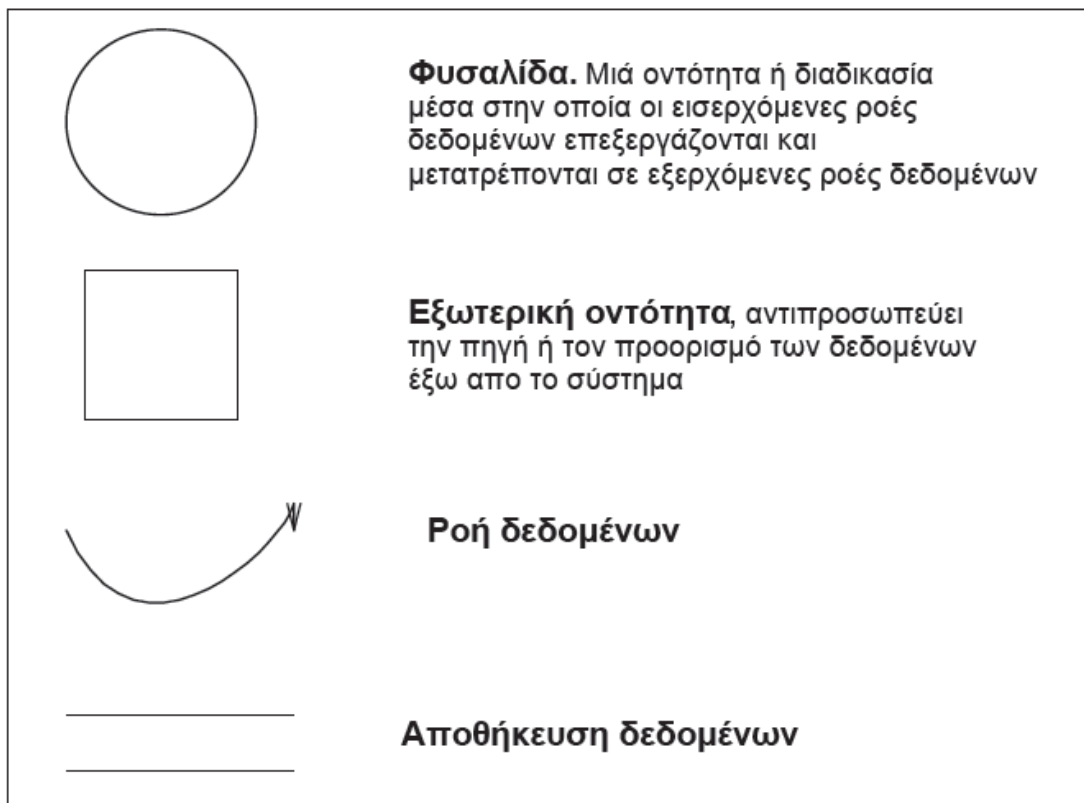 Φυσαλίδα. Μιά οντότητα ή διαδικασία
μέσα στην οποία οι εισερχόμενες ροές
δεδομένων επεξεργάζονται και
μετατρέπονται σε εξερχόμενες ροές δεδομένων
Εξωτερική οντότητα, αντιπροσωπεύει
την πηγή ή τον προορισμό των δεδομένων
έξω απο το σύστημα
Ροή δεδομένων
Αποθήκευση δεδομένων